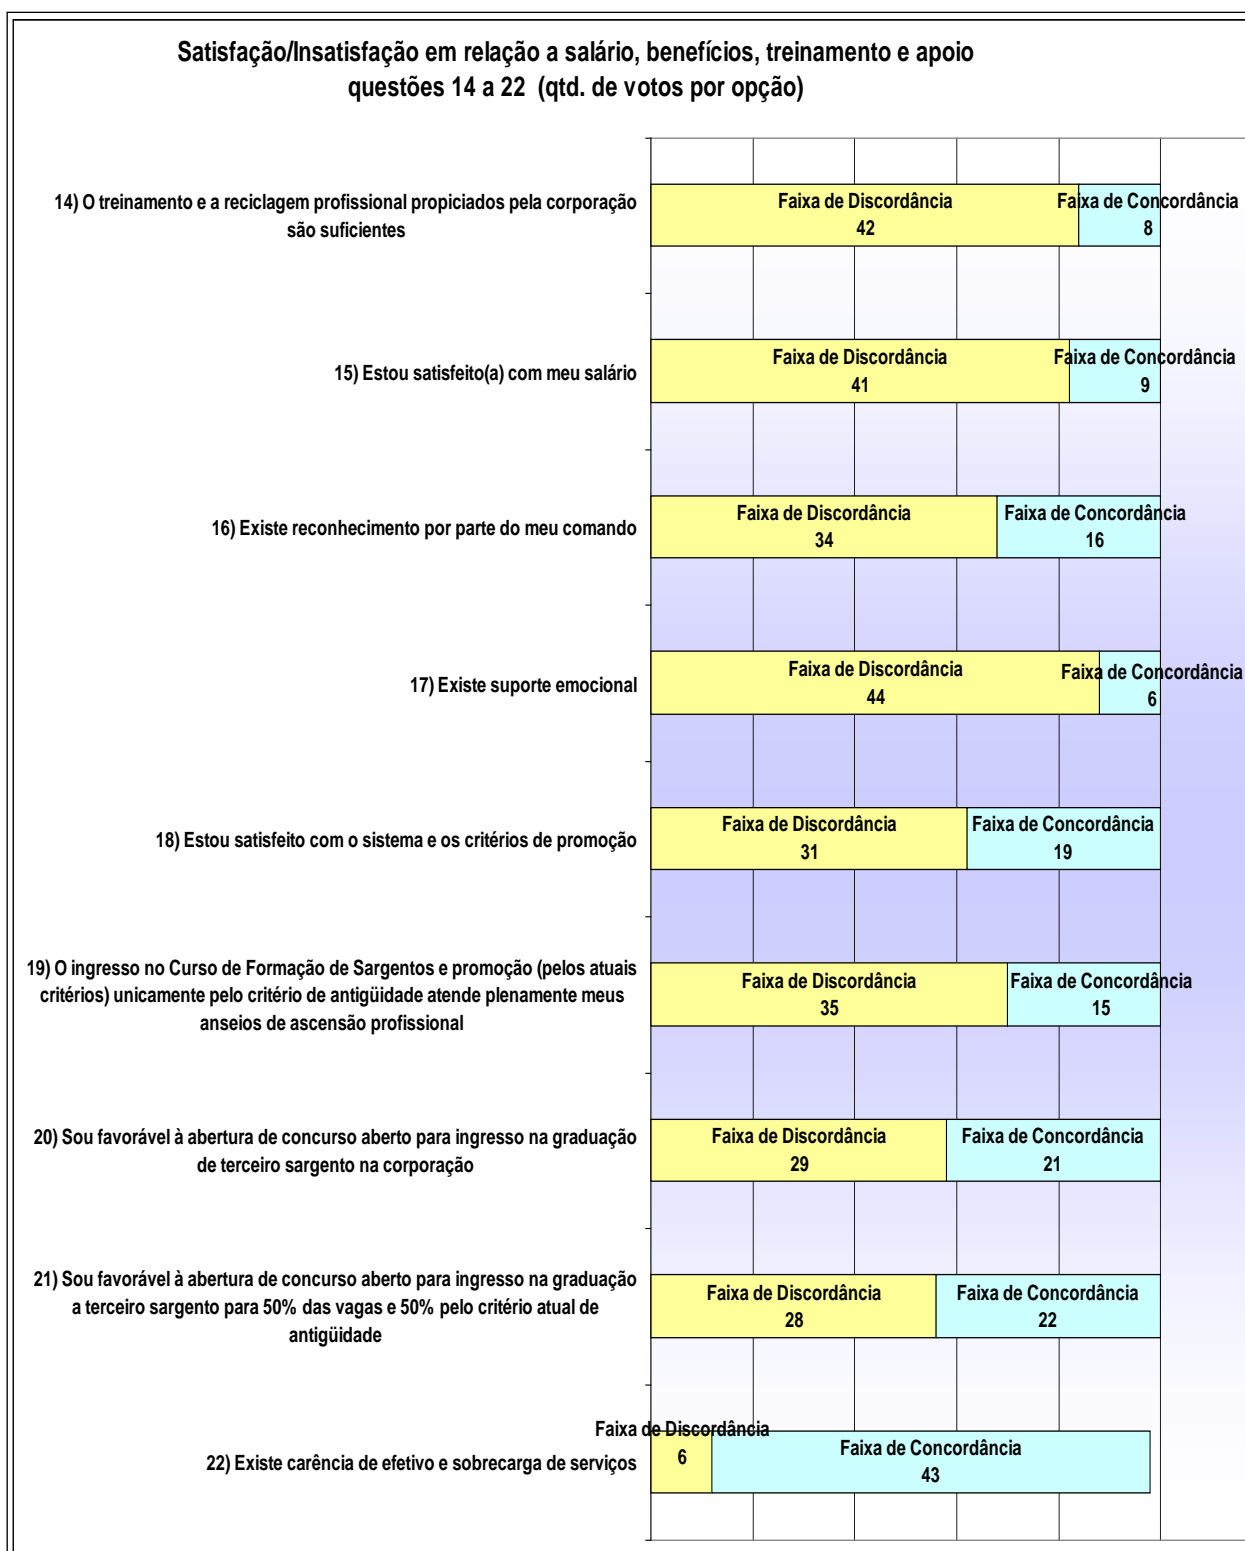 Satisfação/Insatisfação em relação a salário, benefícios, treinamento e apoio
questões 14 a 22 (qtd. de votos por opção)
14) O treinamento e a reciclagem profissional propiciados pela corporação
são suficientes
Faixa de Discordância
42
Faixa de Concordância
8
15) Estou satisfeito(a) com meu salário
Faixa de Discordância
41
Faixa de Concordância
9
16) Existe reconhecimento por parte do meu comando
Faixa de Discordância
34
Faixa de Concordância
16
17) Existe suporte emocional
Faixa de Discordância
44
Faixa de Concordância
6
18) Estou satisfeito com o sistema e os critérios de promoção
Faixa de Discordância
31
Faixa de Concordância
19
19) O ingresso no Curso de Formação de Sargentos e promoção (pelos atuais
critérios) unicamente pelo critério de antigüidade atende plenamente meus
anseios de ascensão profissional
Faixa de Discordância
35
Faixa de Concordância
15
20) Sou favorável à abertura de concurso aberto para ingresso na graduação
de terceiro sargento na corporação
Faixa de Discordância
29
Faixa de Concordância
21
21) Sou favorável à abertura de concurso aberto para ingresso na graduação
a terceiro sargento para 50% das vagas e 50% pelo critério atual de
antigüidade
Faixa de Discordância
28
Faixa de Concordância
22
22) Existe carência de efetivo e sobrecarga de serviços
Faixa de Discordância
6
Faixa de Concordância
43